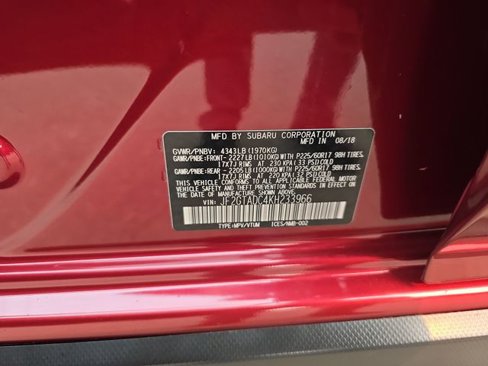 MFD BY SUBARU CORPORATION
GVWR/PNBV: 4343LB(1970KG) MFD IN 08/18
GAWR/PNBE:FRONT- 2227LB(1010KG)WITH P225/60R17 98H TIRES,
17X7J RIMS AT 230 KPA(33 PSI)COLD
GAWR/PNBE:REAR - 2205LB(1000KG)WITH P225/60R17 98H TIRES,
17X7J RIMS AT 220 KPA(32 PSI)COLD
THIS VEHICLE CONFORMS TO ALL APPLICABLE FEDERAL MOTOR
VEHICLE SAFETY STANDARDS IN EFFECT ON THE
DATE OF MANUFACTURE SHOWN ABOVE.
VIN: JF2GTADC4KH233966
TYPE:MPV/VTUM ICES/NMB-002